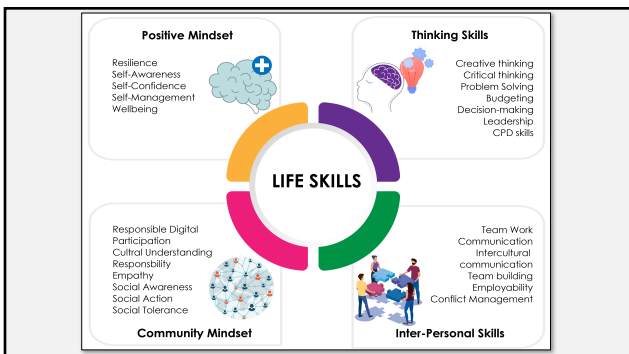 Positive Mindset
Resilience
Self-Awareness
Self-Confidence
Self-Management
Wellbeing
Thinking Skills
Creative thinking
Critical thinking
Problem Solving
Budgeting
Decision-making
Leadership
CPD skills
LIFE SKILLS
Responsible Digital
Participation
Cultral Understanding
Responsbility
Empathy
Social Awareness
Social Action
Social Tolerance
Community Mindset
Team Work
Communication
Intercultural
communication
Team building
Employability
Conflict Management
Inter-Personal Skills